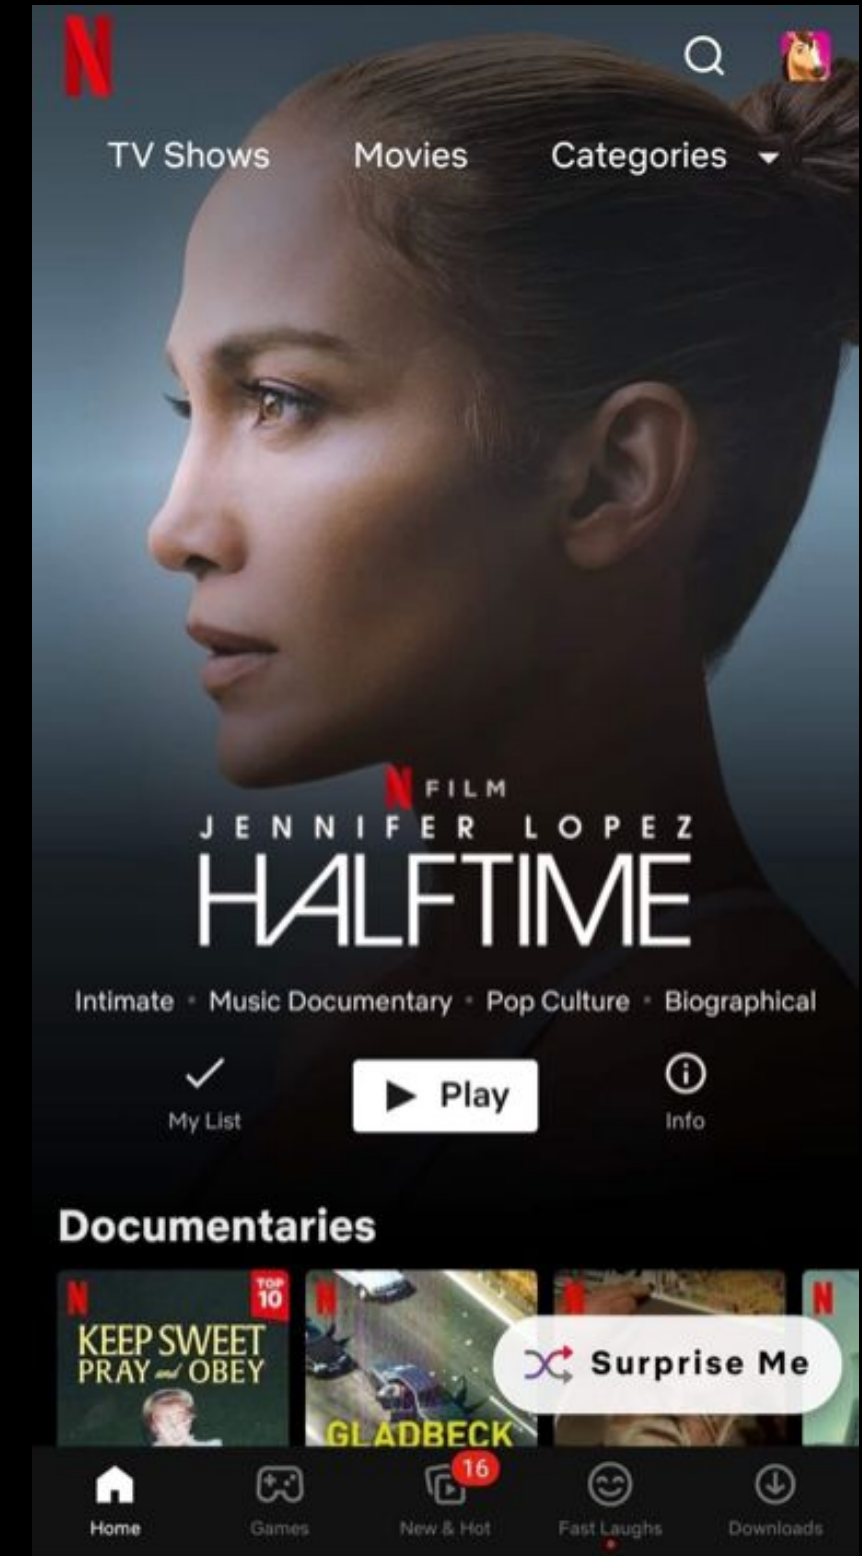 N
TV Shows Movies Categories
N FILM
JENNIFER LOPEZ
HALFTIME
Intimate • Music Documentary • Pop Culture • Biographical
My List
Play
Info
Documentaries
N TOP 10
KEEP SWEET
PRAY and OBEY
N
GLADBECK
N
N
Surprise Me
16
Home Games New & Hot Fast Laughs Downloads